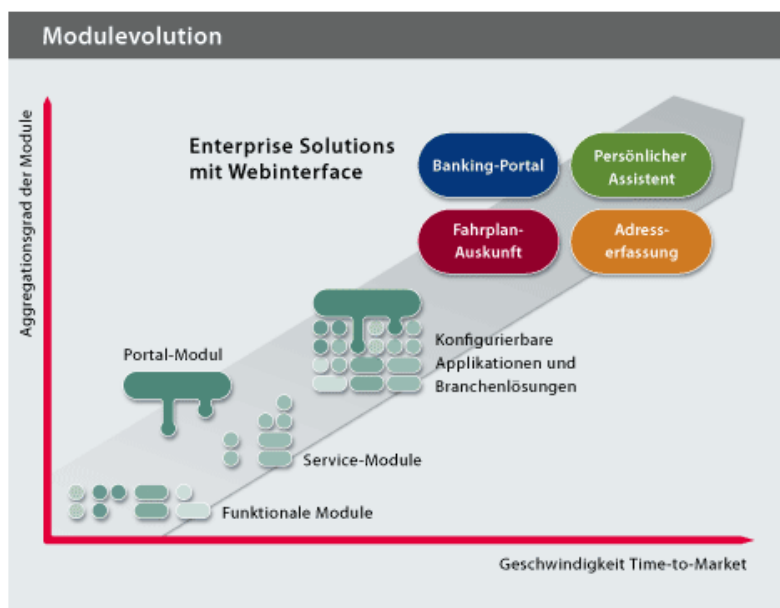 Modulevolution
Aggregationsgrad der Module
Enterprise Solutions
mit Webinterface
Banking-Portal
Persönlicher
Assistent
Fahrplan-
Auskunft
Adress-
erfassung
Portal-Modul
Konfigurierbare
Applikationen und
Branchenlösungen
Service-Module
Funktionale Module
Geschwindigkeit Time-to-Market